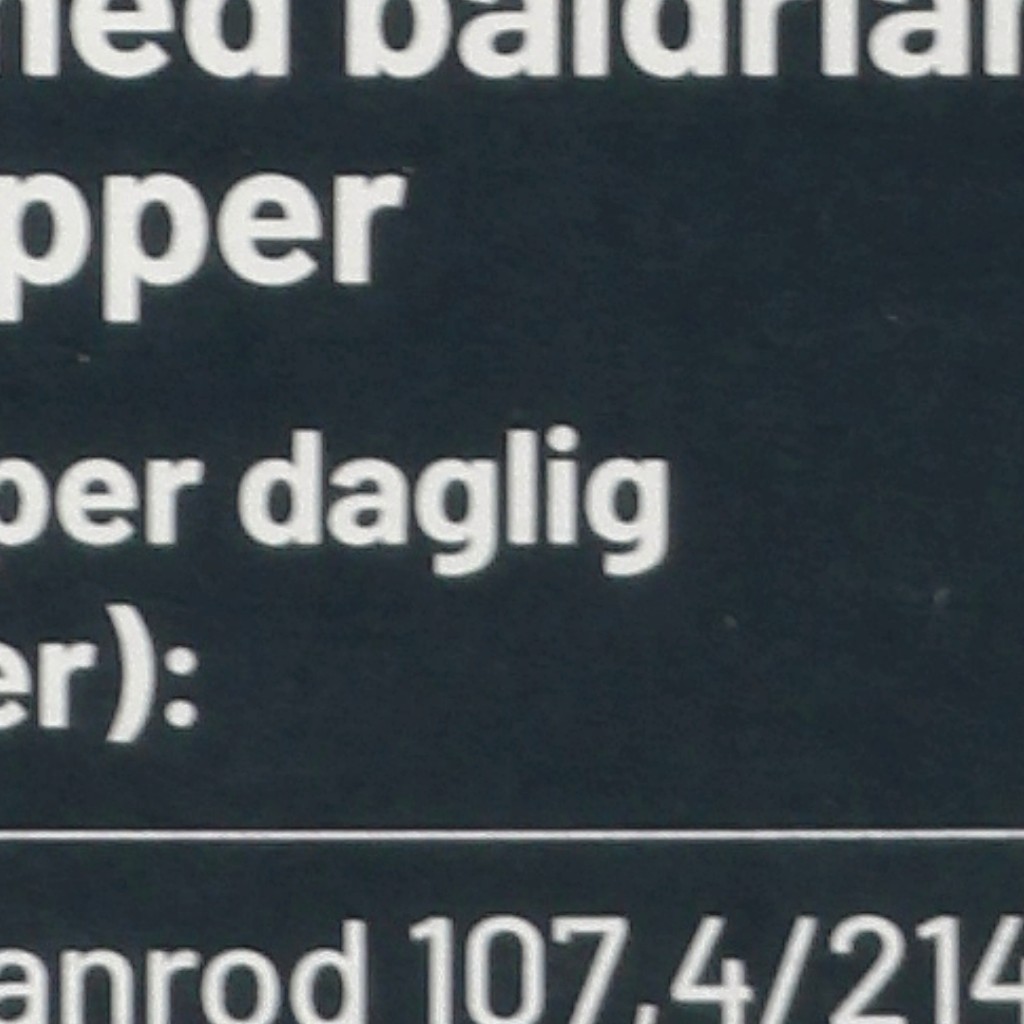 ned baldrian
pper
per daglig
er):
anrod 107,4/214